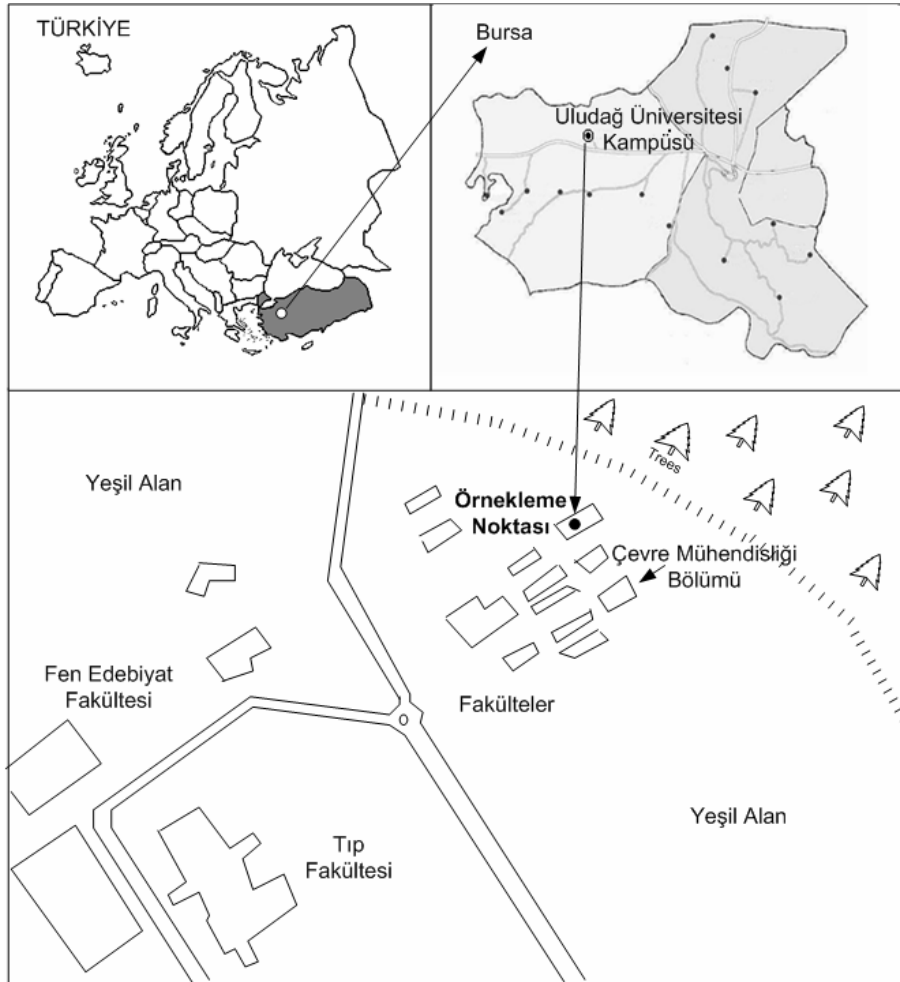 TÜRKİYE
Bursa
Uludağ Üniversitesi
Kampüsü
Yeşil Alan
Trees
Örnekleme
Noktası
Çevre Mühendisliği
Bölümü
Fen Edebiyat
Fakültesi
Fakülteler
Yeşil Alan
Tıp
Fakültesi